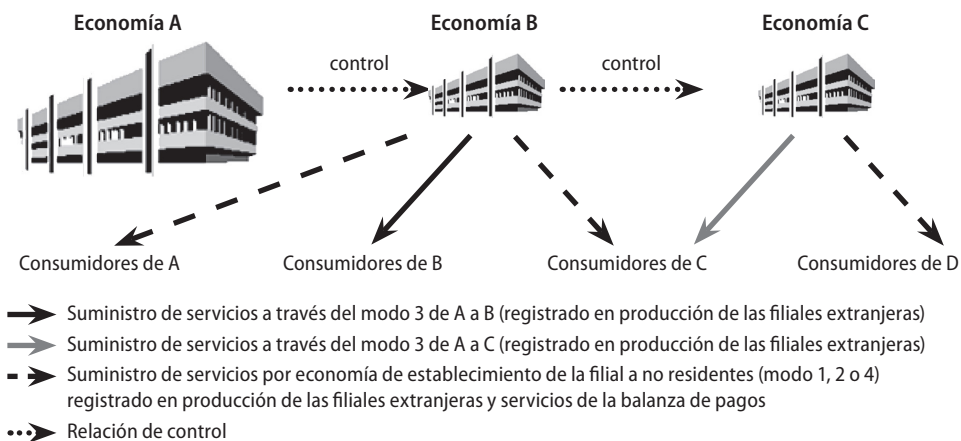 Economía A
Economía B
Economía C
control
control
Consumidores de A
Consumidores de B
Consumidores de C
Consumidores de D
Suministro de servicios a través del modo 3 de A a B (registrado en producción de las filiales extranjeras)
Suministro de servicios a través del modo 3 de A a C (registrado en producción de las filiales extranjeras)
Suministro de servicios por economía de establecimiento de la filial a no residentes (modo 1, 2 o 4)
registrado en producción de las filiales extranjeras y servicios de la balanza de pagos
Relación de control